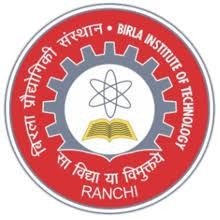 बिरला प्रौद्योगिकी संस्थान • BIRLA INSTITUTE OF TECHNOLOGY
सा विद्या या विमुक्तये
RANCHI